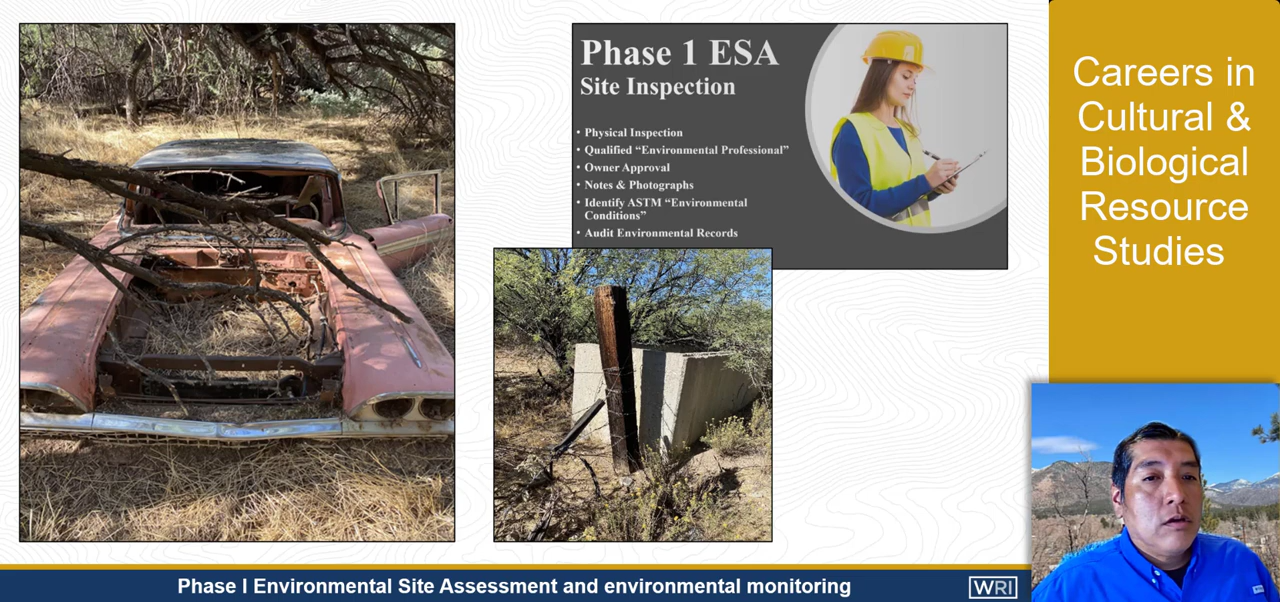 Phase 1 ESA
Site Inspection
• Physical Inspection
• Qualified “Environmental Professional”
• Owner Approval
• Notes & Photographs
• Identify ASTM “Environmental
Conditions”
• Audit Environmental Records
Careers in
Cultural &
Biological
Resource
Studies
Phase I Environmental Site Assessment and environmental monitoring
WRI